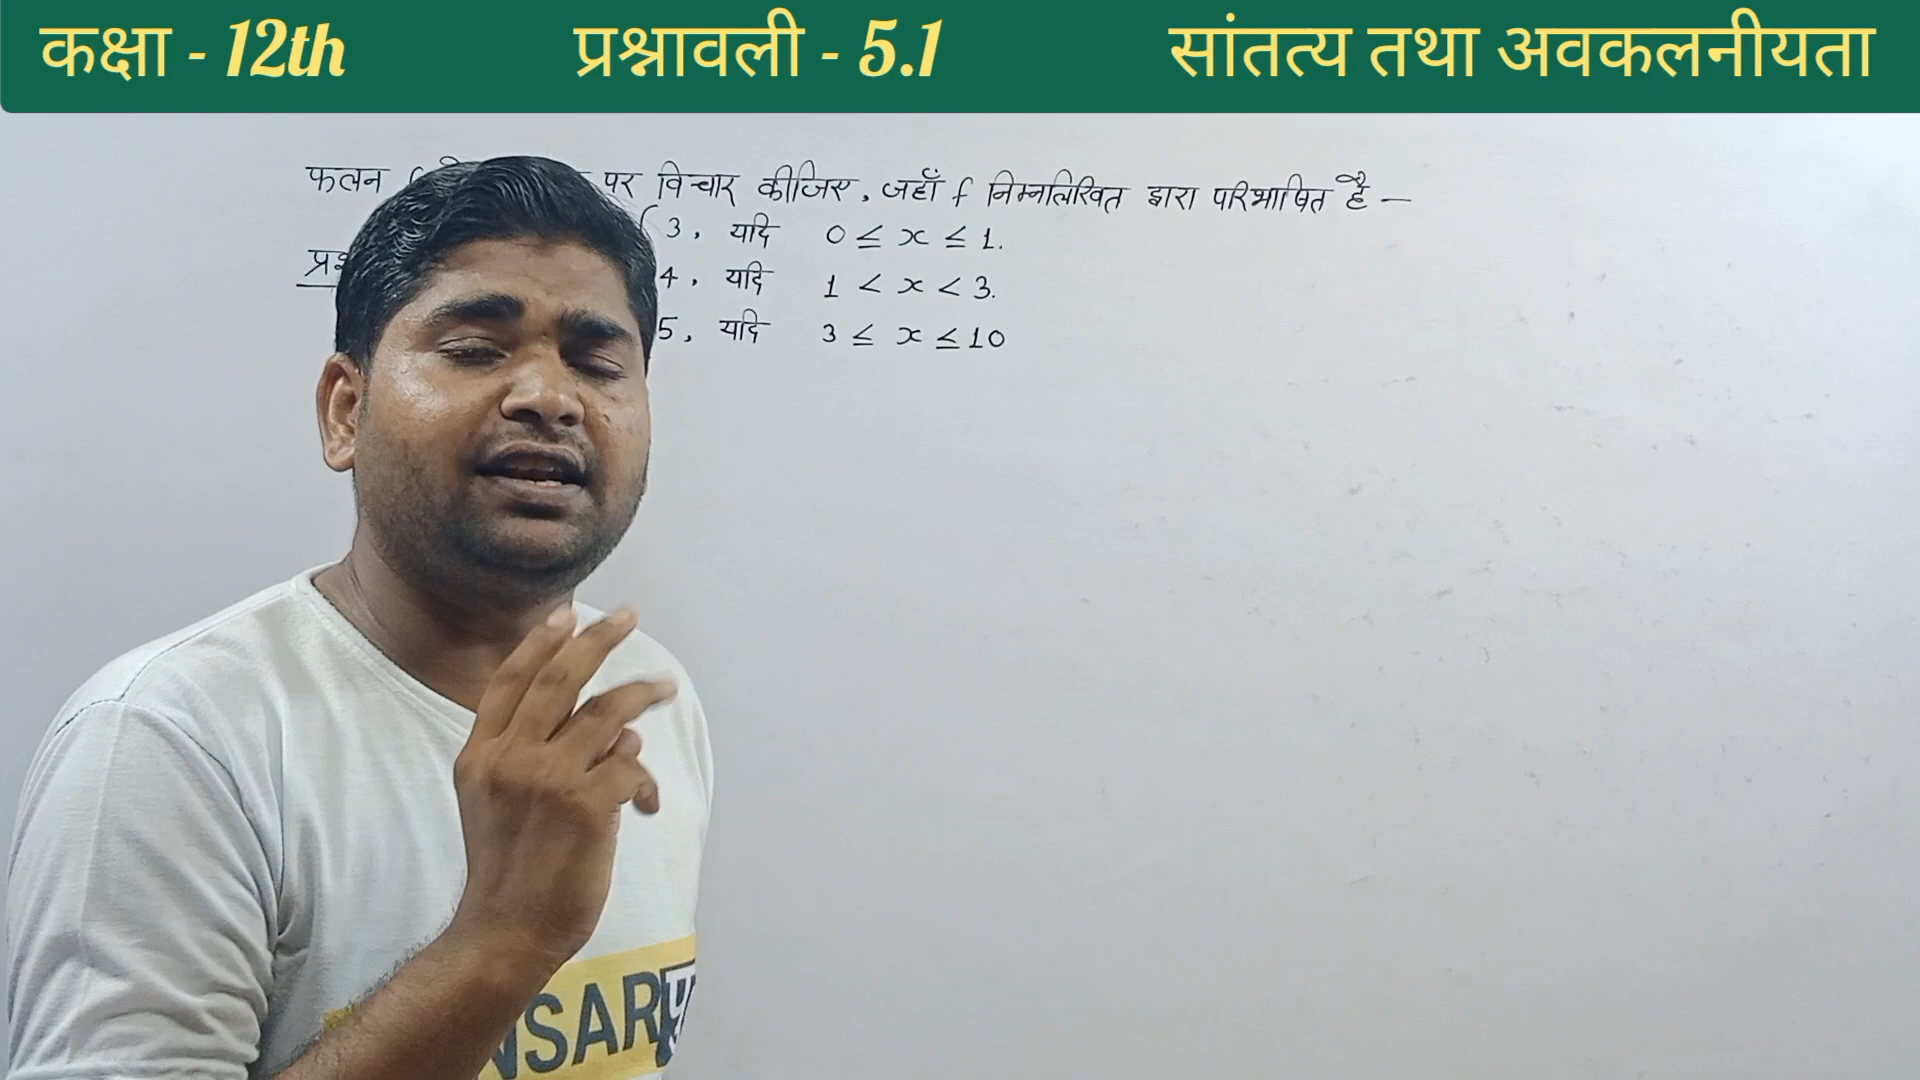 कक्षा - 12th प्रश्नावली - 5.1 सांतत्य तथा अवकलनीयता
फलन पर विचार कीजिए, जहाँ f निम्नलिखित द्वारा परिभाषित है —
3, यदि 0 ≤ x ≤ 1.
4, यदि 1 < x < 3.
5, यदि 3 ≤ x ≤ 10
NSAR